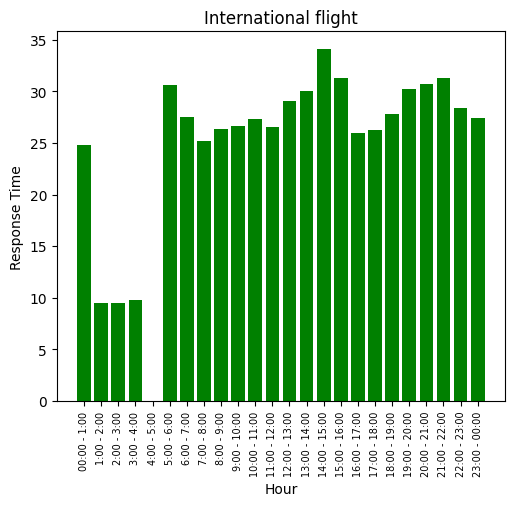 International flight
Response Time
35
30
25
20
15
10
5
0
00:00 - 1:00
1:00 - 2:00
2:00 - 3:00
3:00 - 4:00
4:00 - 5:00
5:00 - 6:00
6:00 - 7:00
7:00 - 8:00
8:00 - 9:00
9:00 - 10:00
10:00 - 11:00
11:00 - 12:00
12:00 - 13:00
13:00 - 14:00
14:00 - 15:00
15:00 - 16:00
16:00 - 17:00
17:00 - 18:00
18:00 - 19:00
19:00 - 20:00
20:00 - 21:00
21:00 - 22:00
22:00 - 23:00
23:00 - 00:00
Hour